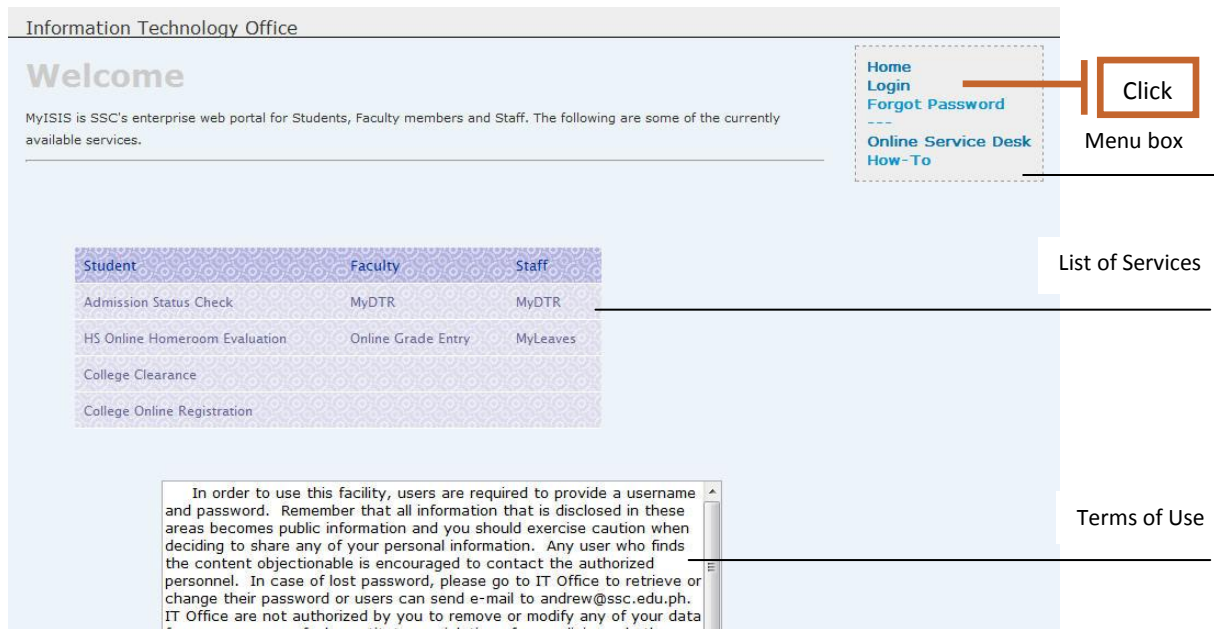 Information Technology Office
Welcome
MyISIS is SSC's enterprise web portal for Students, Faculty members and Staff. The following are some of the currently
available services.
Home
Login
Forgot Password
---
Online Service Desk
How-To
Click
Menu box
Student Faculty Staff
Admission Status Check MyDTR MyDTR
HS Online Homeroom Evaluation Online Grade Entry MyLeaves
College Clearance
College Online Registration
List of Services
In order to use this facility, users are required to provide a username
and password. Remember that all information that is disclosed in these
areas becomes public information and you should exercise caution when
deciding to share any of your personal information. Any user who finds
the content objectionable is encouraged to contact the authorized
personnel. In case of lost password, please go to IT Office to retrieve or
change their password or users can send e-mail to andrew@ssc.edu.ph.
IT Office are not authorized by you to remove or modify any of your data
Terms of Use